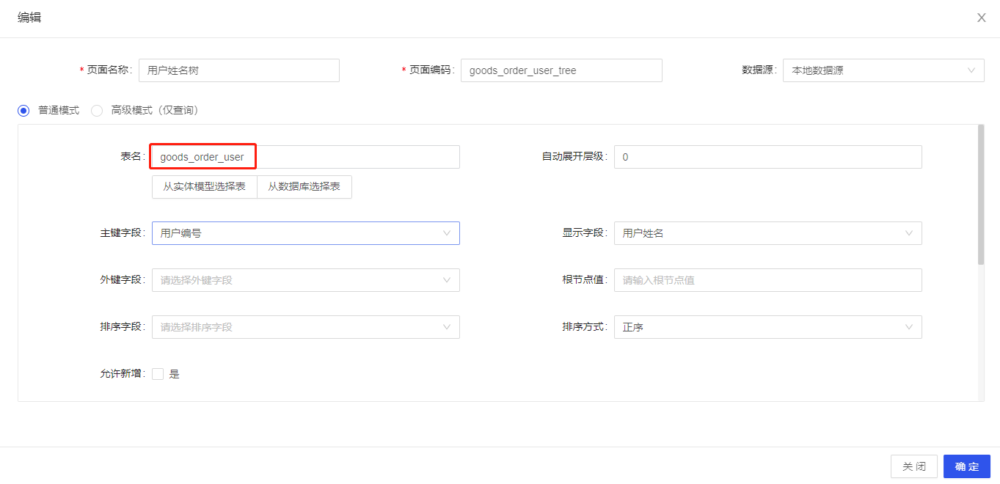 编辑
* 页面名称: 用户姓名树 * 页面编码: goods_order_user_tree 数据源: 本地数据源
普通模式 高级模式（仅查询）
表名: goods_order_user 自动展开层级: 0
从实体模型选择表 从数据库选择表
主键字段: 用户编号 显示字段: 用户姓名
外键字段: 请选择外键字段 根节点值: 请输入根节点值
排序字段: 请选择排序字段 排序方式: 正序
允许新增: 是
关闭 确定